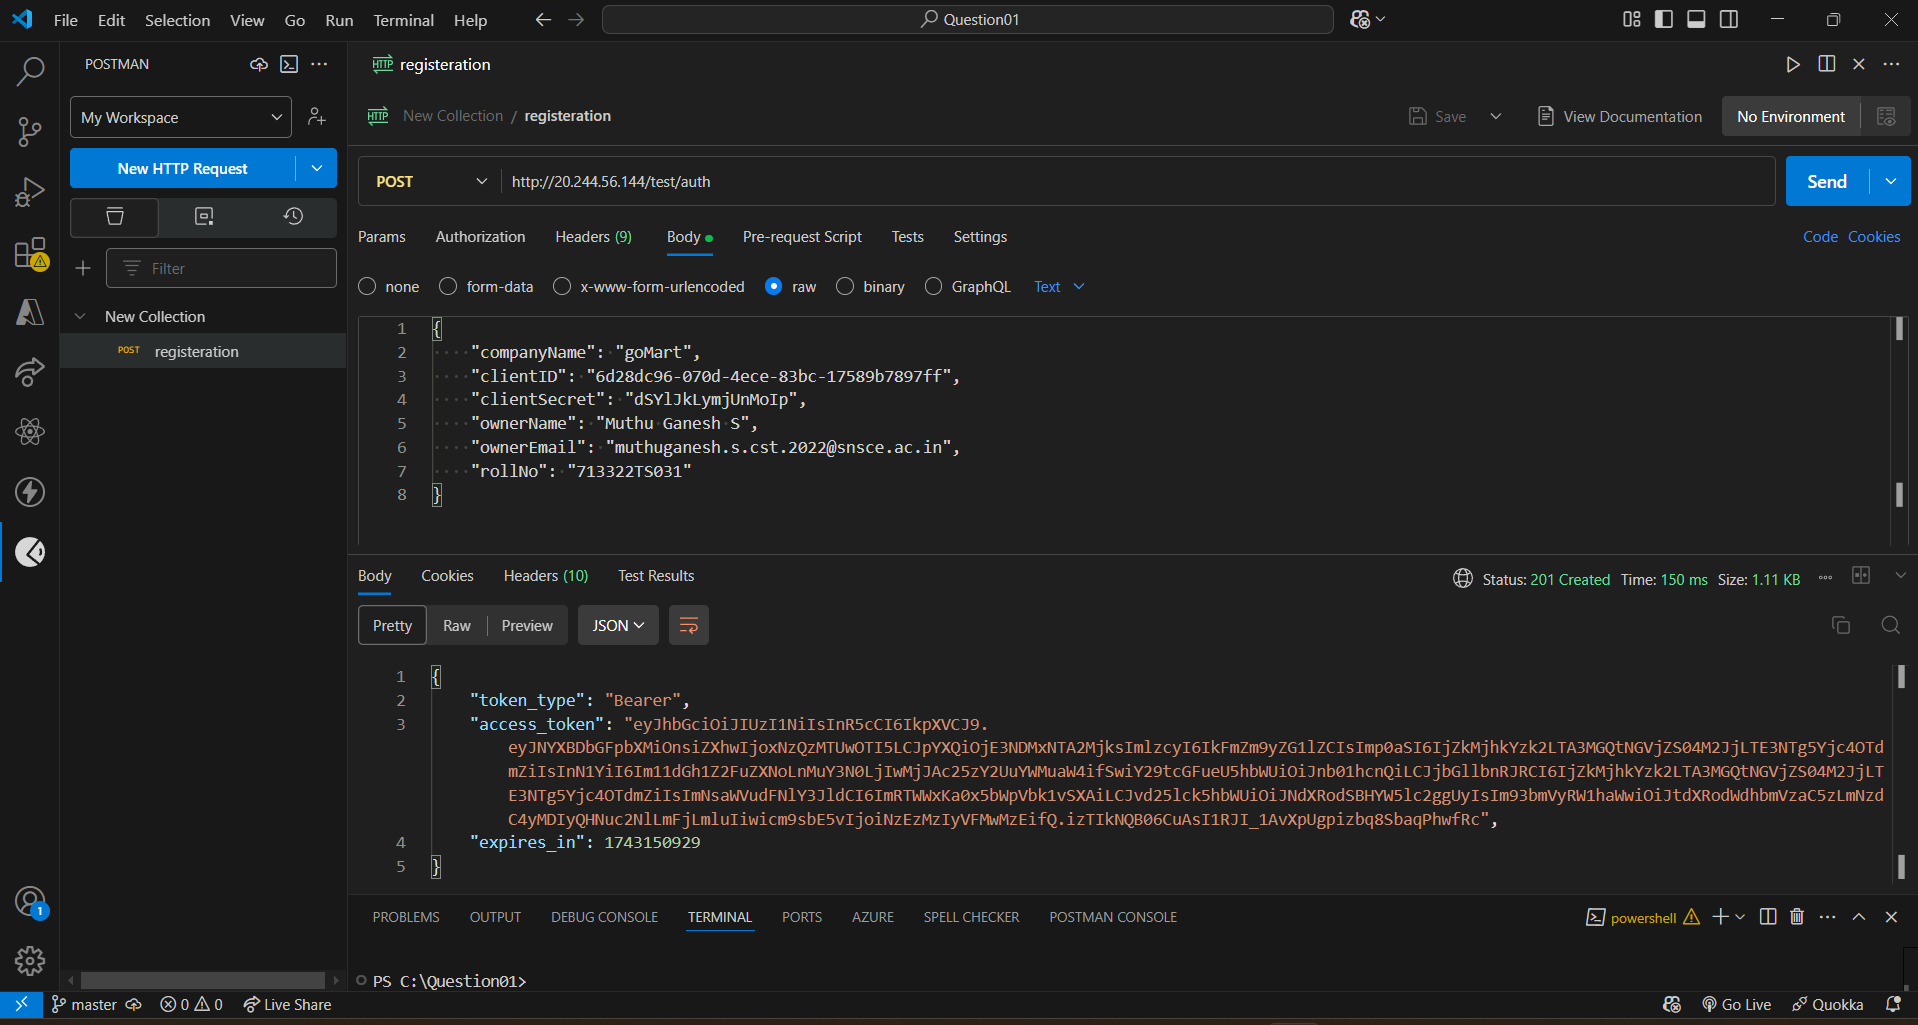 File Edit Selection View Go Run Terminal Help
Question01
POSTMAN
registeration
My Workspace
New Collection / registeration
Save
View Documentation
No Environment
New HTTP Request
POST
http://20.244.56.144/test/auth
Send
Params Authorization Headers (9) Body Pre-request Script Tests Settings
Code Cookies
Filter
none form-data x-www-form-urlencoded raw binary GraphQL Text
New Collection
POST registeration
1 {
2 "companyName": "goMart",
3 "clientID": "6d28dc96-070d-4ece-83bc-17589b7897ff",
4 "clientSecret": "dSYlJkLymjUnMoIp",
5 "ownerName": "Muthu Ganesh S",
6 "ownerEmail": "muthuganesh.s.cst.2022@snsce.ac.in",
7 "rollNo": "713322TS031"
8 }
Body Cookies Headers (10) Test Results
Status: 201 Created Time: 150 ms Size: 1.11 KB
Pretty Raw Preview JSON
1 {
2 "token_type": "Bearer",
3 "access_token": "eyJhbGciOiJIUzI1NiIsInR5cCI6IkpXVCJ9.
eyJNYXBDbGFpbXMiOnsiZXhwIjoxNzQzMTUwOTI5LCJpYXQiOjE3NDMxNTA2MjksImlzcyI6IkFmZm9yZG1lZCIsImp0aSI6IjZkMjhkYzk2LTA3MGQtNGVjZS04M2JjLTE3NTg5Yjc4OTd
mZiIsInN1YiI6Im11dGh1Z2FuZXNoLnMuY3N0LjIwMjJAc25zY2UuYWMuaW4ifSwiY29tcGFueU5hbWUiOiJnb01hcnQiLCJjbGllbnRJRCI6IjZkMjhkYzk2LTA3MGQtNGVjZS04M2JjLT
E3NTg5Yjc4OTdmZiIsImNsaWVudFNlY3JldCI6ImRTWWxKa0x5bWpVbk1vSXAiLCJvd25lck5hbWUiOiJNdXRodSBHYW5lc2ggUyIsIm93bmVyRW1haWwiOiJtdXRodWdhbmVzaC5zLmNzd
C4yMDIyQHNuc2NlLmFjLmluIiwicm9sbE5vIjoiNzEzMzIyVFMwMzEifQ.izTIkNQB06CuAsI1RJI_1AvXpUgpizbq8SbaqPhwfRc",
4 "expires_in": 1743150929
5 }
PROBLEMS OUTPUT DEBUG CONSOLE TERMINAL PORTS AZURE SPELL CHECKER POSTMAN CONSOLE
powershell
1
PS C:\Question01>
master 0 0 Live Share
Go Live Quokka